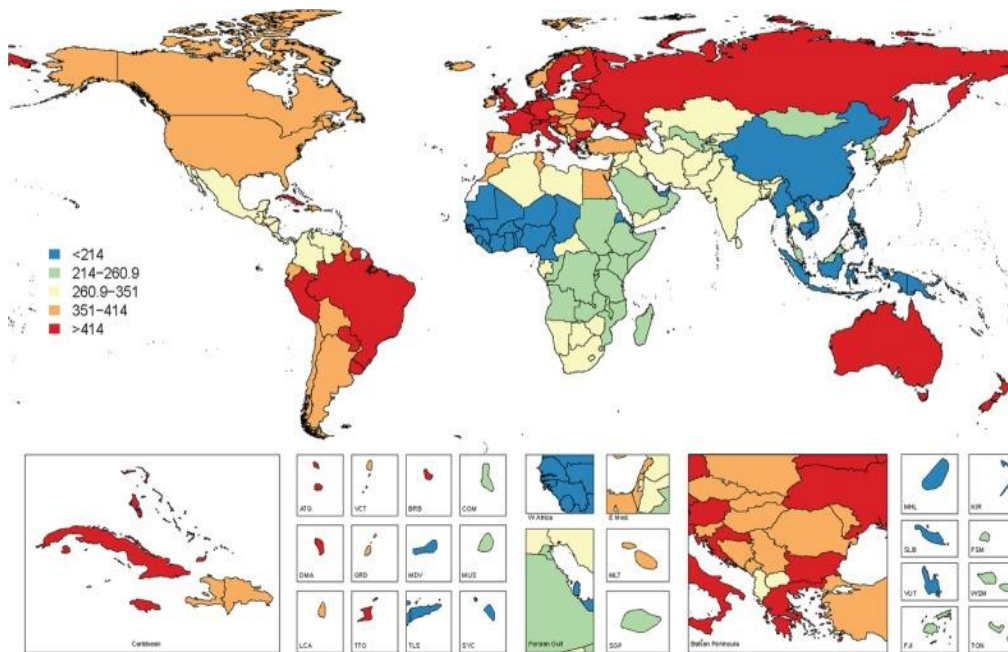 <214
214-260.9
260.9-351
351-414
>414
Caribbean
ATG
VCT
BRB
COM
DMA
GRD
MDV
MUS
LCA
TTO
TLS
SYC
W Africa
E Med.
Persian Gulf
MLT
SGP
Balkan Peninsula
MHL
KIR
SLB
FSM
VUT
WSM
FJI
TON